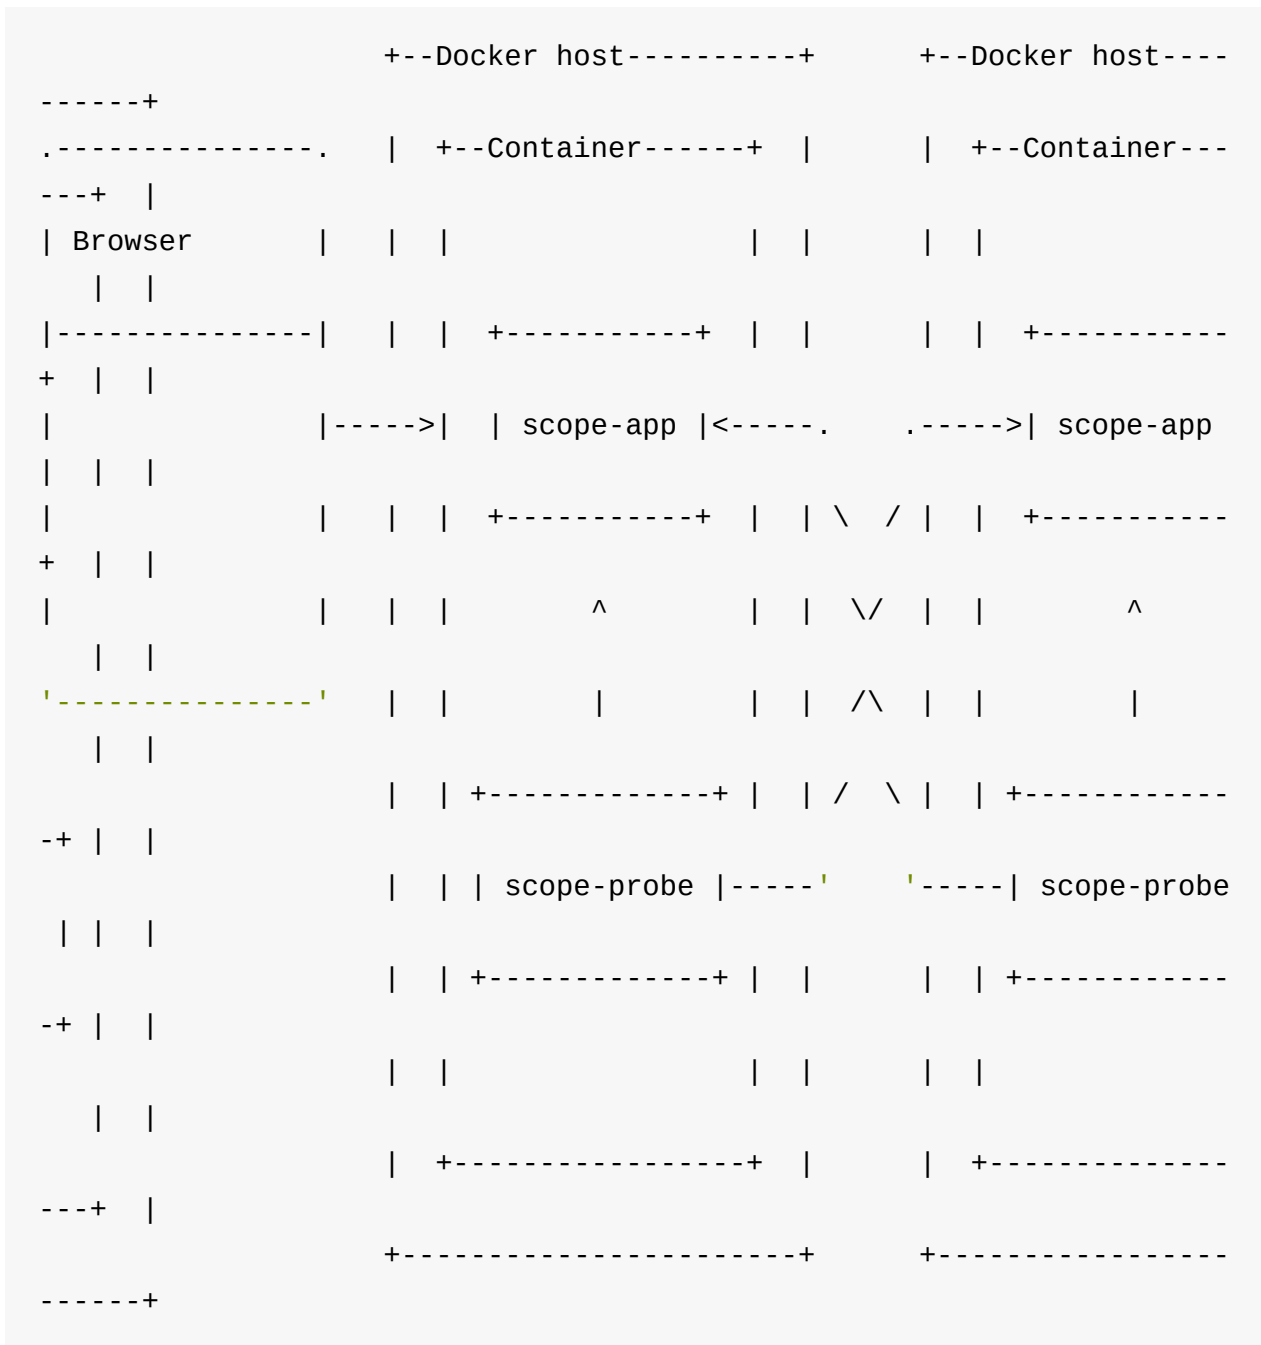 +--Docker host----------+      +--Docker host----
------+
.---------------.   |  +--Container------+  |      |  +--Container---
---+  |
| Browser       |   |  |                 |  |      |  |
   |  |
|---------------|   |  |  +-----------+  |  |      |  |  +-----------
+  |  |
|               |----->|  | scope-app |<-----.    .----->| scope-app
|  |  |
|               |   |  |  +-----------+  |  | \  / |  |  +-----------
+  |  |
|               |   |  |        ^        |  |  \/  |  |        ^
   |  |
'---------------'   |  |        |        |  |  /\  |  |        |
   |  |
                    |  | +-------------+ |  | /  \ |  | +------------
-+ |  |
                    |  | | scope-probe |-----'    '-----| scope-probe
 | |  |
                    |  | +-------------+ |  |      |  | +------------
-+ |  |
                    |  |                 |  |      |  |
   |  |
                    |  +-----------------+  |      |  +--------------
---+  |
                    +-----------------------+      +-----------------
------+